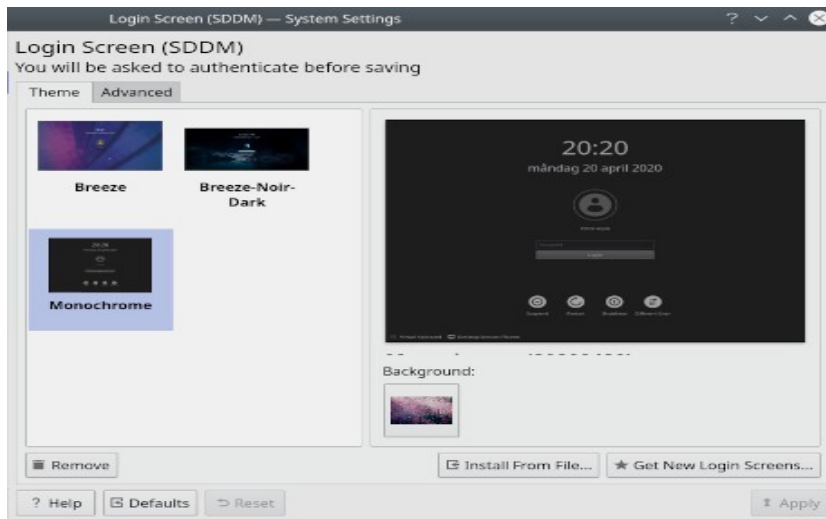 Login Screen (SDDM) — System Settings
Login Screen (SDDM)
You will be asked to authenticate before saving
Theme
Advanced
Breeze
Breeze-Noir-
Dark
Monochrome
20:20
måndag 20 april 2020
Background:
Remove
Install From File...
Get New Login Screens...
? Help
Defaults
Reset
Apply